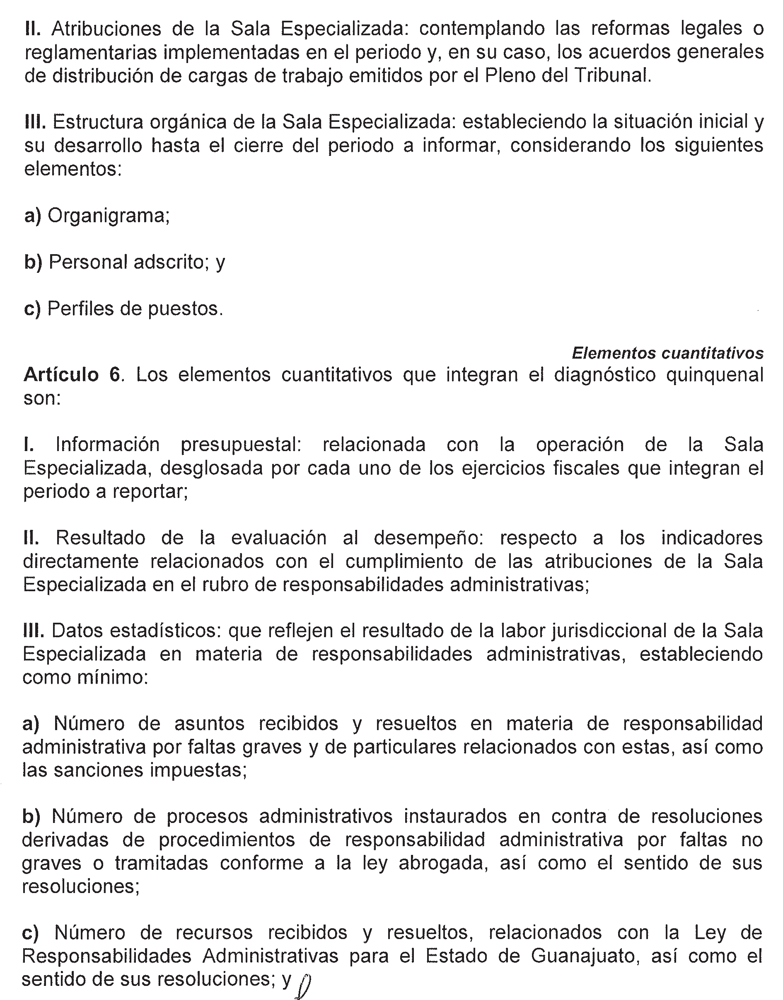 II. Atribuciones de la Sala Especializada: contemplando las reformas legales o
reglamentarias implementadas en el periodo y, en su caso, los acuerdos generales
de distribución de cargas de trabajo emitidos por el Pleno del Tribunal.
III. Estructura orgánica de la Sala Especializada: estableciendo la situación inicial y
su desarrollo hasta el cierre del periodo a informar, considerando los siguientes
elementos:
a) Organigrama;
b) Personal adscrito; y
c) Perfiles de puestos.
Elementos cuantitativos
Artículo 6. Los elementos cuantitativos que integran el diagnóstico quinquenal
son:
I. Información presupuestal: relacionada con la operación de la Sala
Especializada, desglosada por cada uno de los ejercicios fiscales que integran el
periodo a reportar;
II. Resultado de la evaluación al desempeño: respecto a los indicadores
directamente relacionados con el cumplimiento de las atribuciones de la Sala
Especializada en el rubro de responsabilidades administrativas;
III. Datos estadísticos: que reflejen el resultado de la labor jurisdiccional de la Sala
Especializada en materia de responsabilidades administrativas, estableciendo
como mínimo:
a) Número de asuntos recibidos y resueltos en materia de responsabilidad
administrativa por faltas graves y de particulares relacionados con estas, así como
las sanciones impuestas;
b) Número de procesos administrativos instaurados en contra de resoluciones
derivadas de procedimientos de responsabilidad administrativa por faltas no
graves o tramitadas conforme a la ley abrogada, así como el sentido de sus
resoluciones;
c) Número de recursos recibidos y resueltos, relacionados con la Ley de
Responsabilidades Administrativas para el Estado de Guanajuato, así como el
sentido de sus resoluciones; y